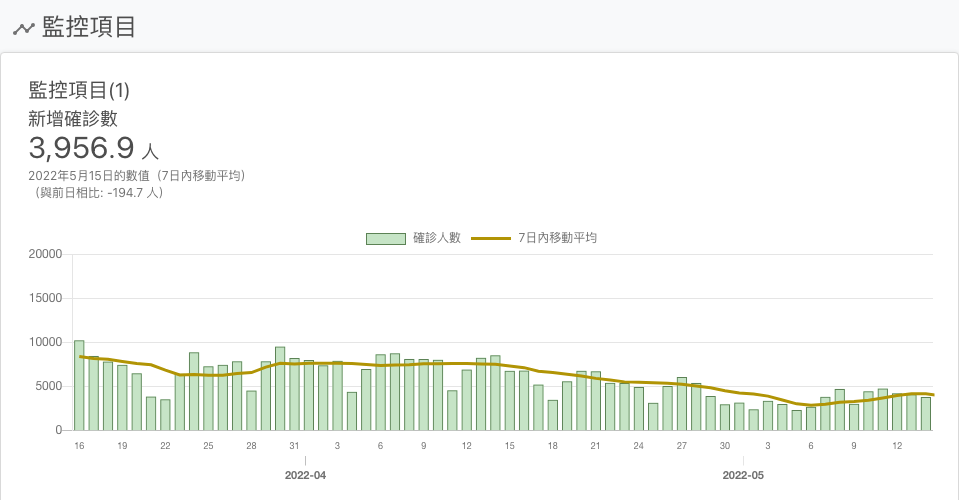 監控項目
監控項目(1)
新增確診數
3,956.9 人
2022年5月15日的數值（7日內移動平均）
（與前日相比: -194.7 人）
確診人數 7日內移動平均
20000
15000
10000
5000
0
16 19 22 25 28 31 3 6 9 12 15 18 21 24 27 30 3 6 9 12
2022-04 2022-05